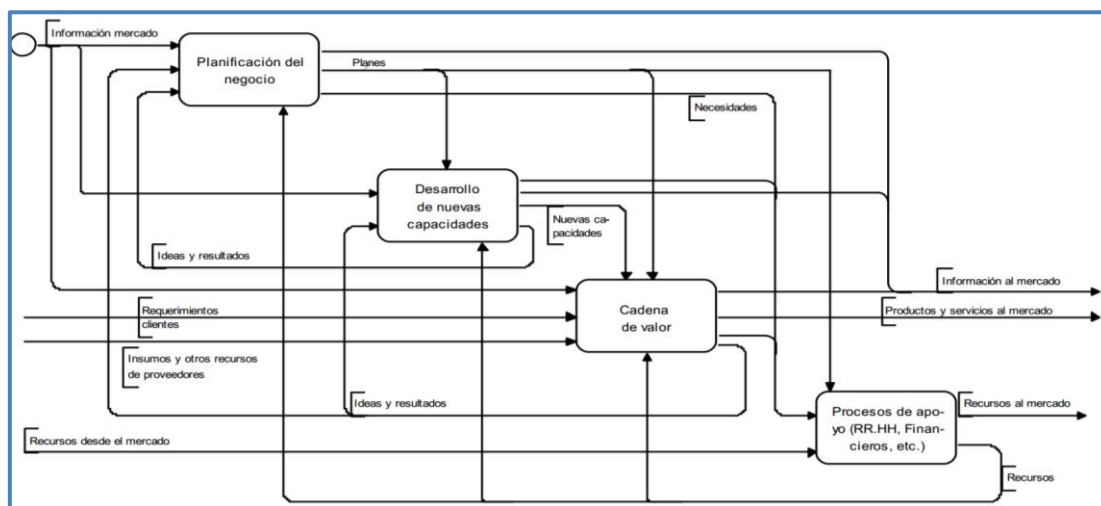 Información mercado
Planificación del
negocio
Planes
Necesidades
Desarrollo
de nuevas
capacidades
Nuevas ca-
pacidades
Ideas y resultados
Cadena
de valor
Información al mercado
Requerimientos
clientes
Productos y servicios al mercado
Insumos y otros recursos
de proveedores
Ideas y resultados
Procesos de apo-
yo (RR.HH, Finan-
cieros, etc.)
Recursos al mercado
Recursos desde el mercado
Recursos